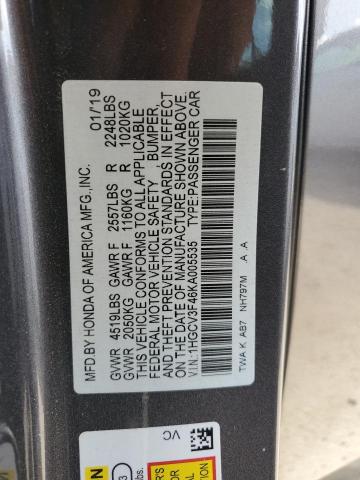 MFD.BY HONDA OF AMERICA MFG.,INC. 01/19
GVWR 4519LBS GAWR F 2557LBS R 2248LBS
GVWR 2050KG GAWR F 1160KG R 1020KG
THIS VEHICLE CONFORMS TO ALL APPLICABLE
FEDERAL MOTOR VEHICLE SAFETY BUMPER,
AND THEFT PREVENTION STANDARDS IN EFFECT
ON THE DATE OF MANUFACTURE SHOWN ABOVE.
V.I.N.:1HGCV3F46KA005535 TYPE:PASSENGER CAR
TWA K AB7 NH797M A .A
VC